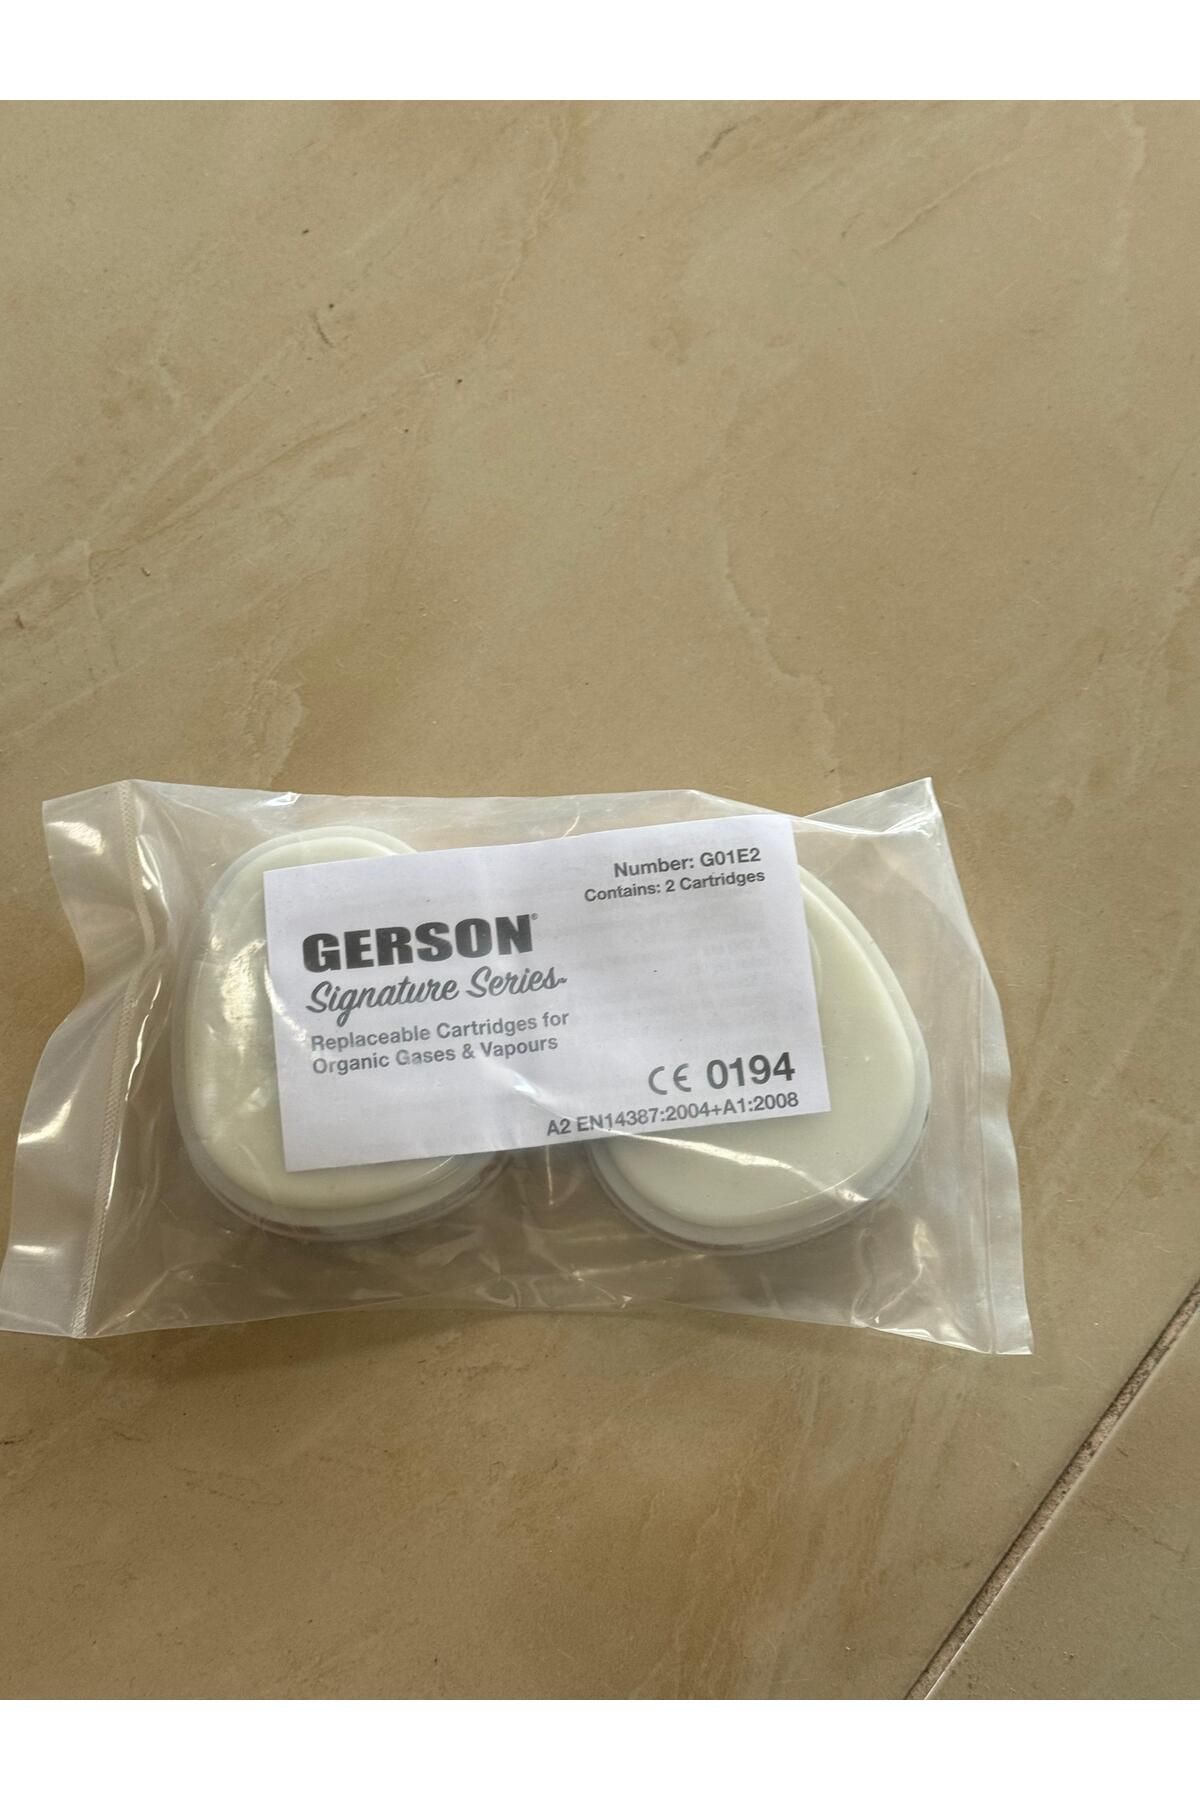 Number: G01E2
Contains: 2 Cartridges
GERSON®
Signature Series™
Replaceable Cartridges for
Organic Gases & Vapours
CE 0194
A2 EN14387:2004+A1:2008